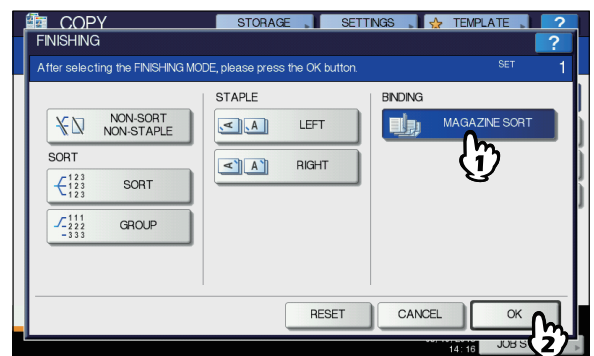 COPY STORAGE SETTINGS TEMPLATE ?
FINISHING ?
After selecting the FINISHING MODE, please press the OK button. SET 1
STAPLE BINDING
NON-SORT
NON-STAPLE
A A LEFT
MAGAZINE SORT
1
SORT
123
123
123
SORT
A A RIGHT
111
222
333
GROUP
RESET CANCEL OK
2
14:16 JOB S